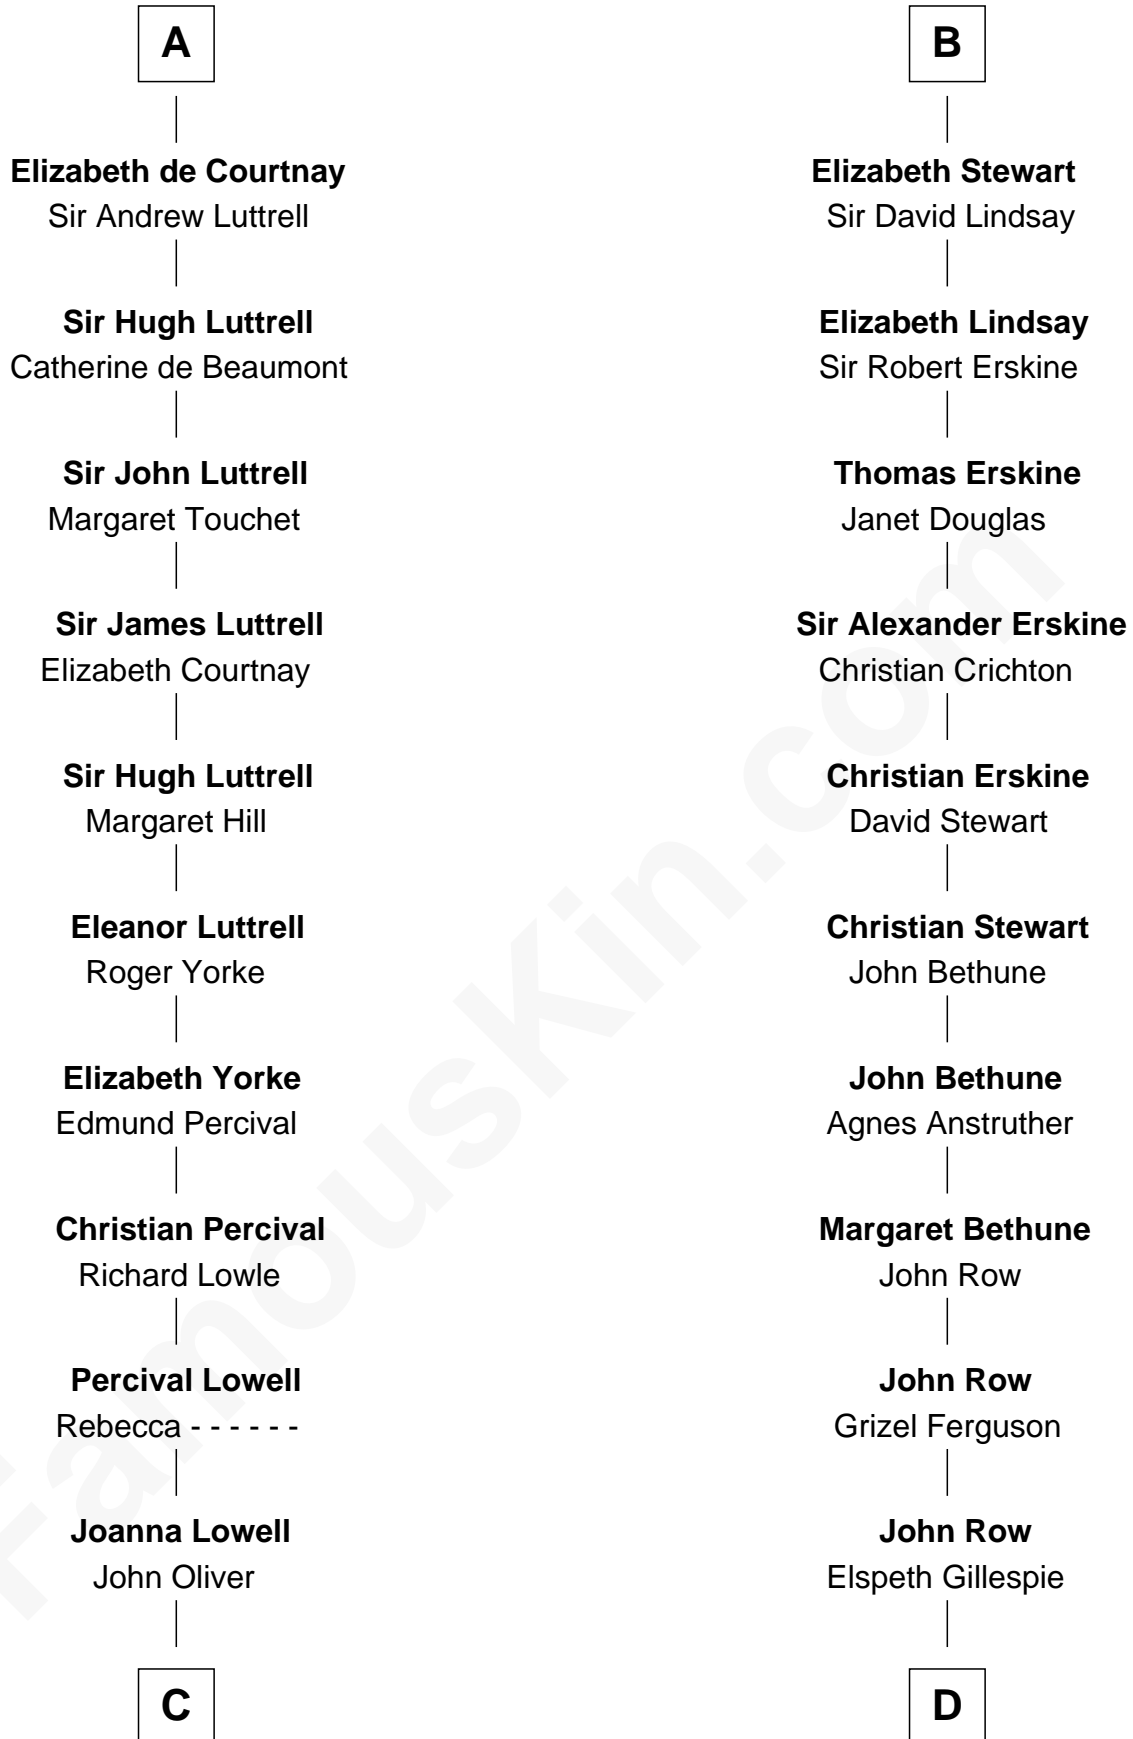 A
Elizabeth de Courtnay
Sir Andrew Luttrell
Sir Hugh Luttrell
Catherine de Beaumont
Sir John Luttrell
Margaret Touchet
Sir James Luttrell
Elizabeth Courtnay
Sir Hugh Luttrell
Margaret Hill
Eleanor Luttrell
Roger Yorke
Elizabeth Yorke
Edmund Percival
Christian Percival
Richard Lowle
Percival Lowell
Rebecca - - - - - -
Joanna Lowell
John Oliver
C
B
Elizabeth Stewart
Sir David Lindsay
Elizabeth Lindsay
Sir Robert Erskine
Thomas Erskine
Janet Douglas
Sir Alexander Erskine
Christian Crichton
Christian Erskine
David Stewart
Christian Stewart
John Bethune
John Bethune
Agnes Anstruther
Margaret Bethune
John Row
John Row
Grizel Ferguson
John Row
Elspeth Gillespie
D
FamousKin.com